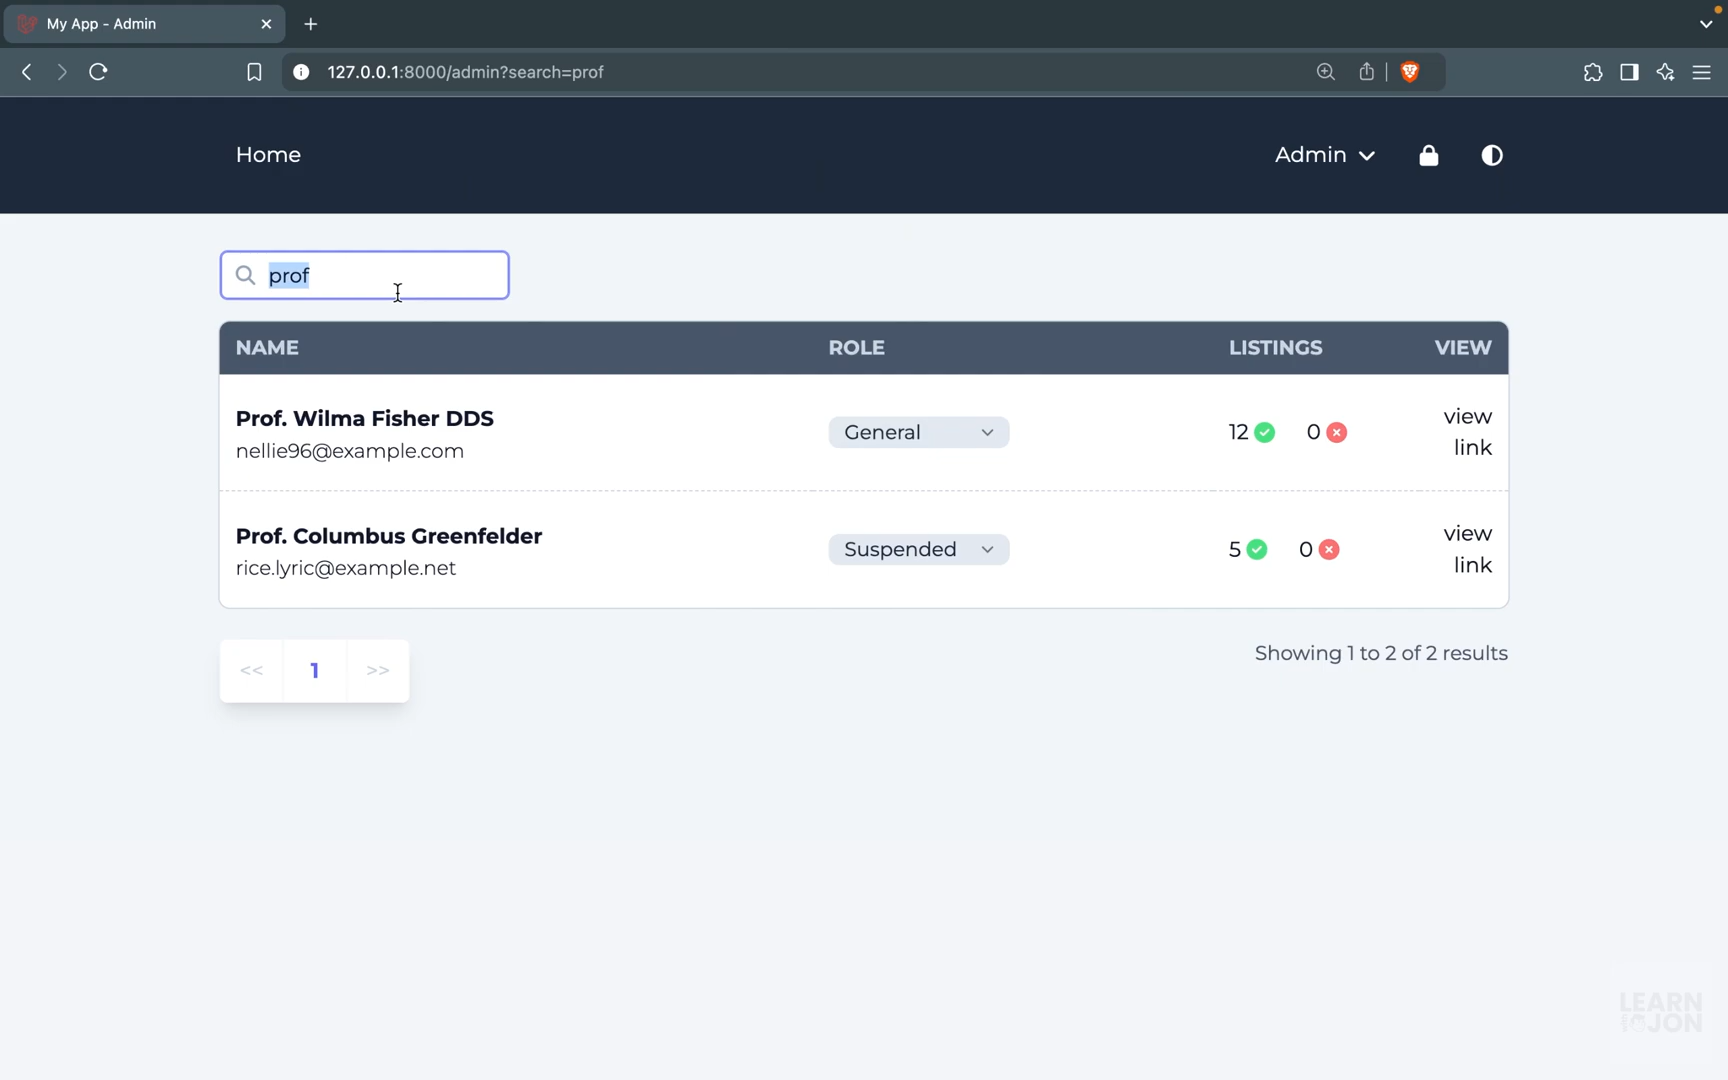 My App - Admin
127.0.0.1:8000/admin?search=prof
Home
Admin
prof
NAME ROLE LISTINGS VIEW
Prof. Wilma Fisher DDS
nellie96@example.com
General
12 0
view
link
Prof. Columbus Greenfelder
rice.lyric@example.net
Suspended
5 0
view
link
<< 1 >>
Showing 1 to 2 of 2 results
LEARN
JON